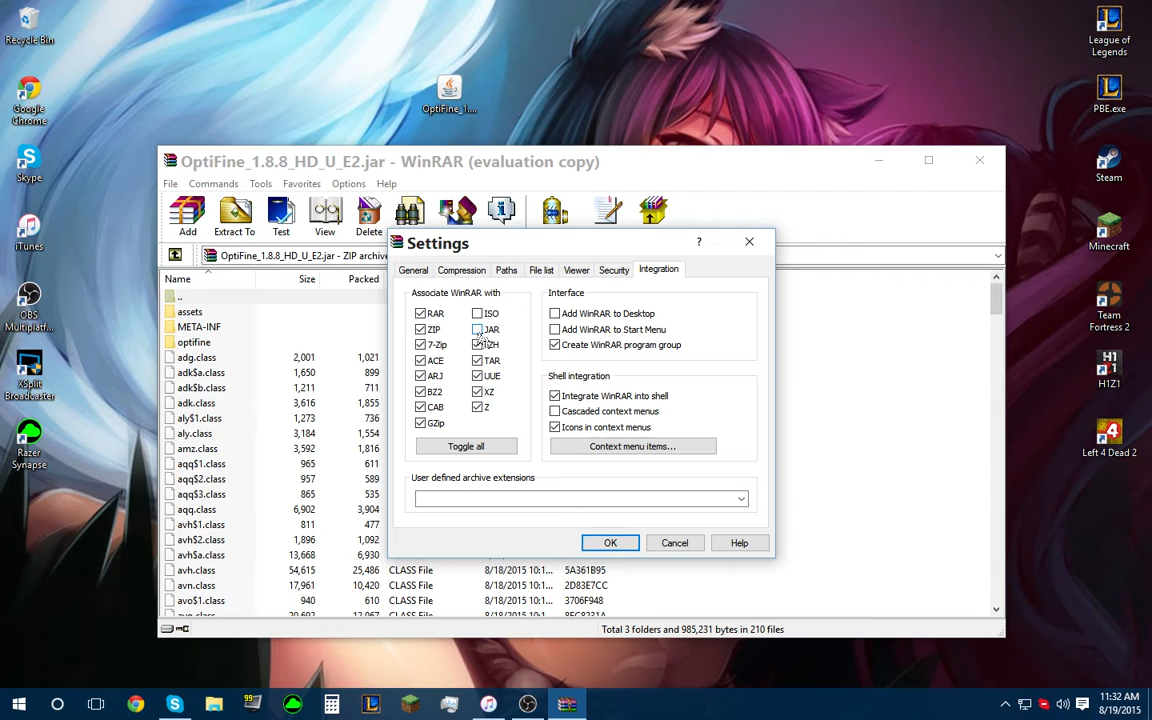 Recycle Bin
Google
Chrome
Skype
iTunes
OBS
Multiplatf...
XSplit
Broadcaster
Razer
Synapse
OptiFine_1....
League of
Legends
PBE.exe
Steam
Minecraft
Team
Fortress 2
H1Z1
Left 4 Dead 2
OptiFine_1.8.8_HD_U_E2.jar - WinRAR (evaluation copy)
File Commands Tools Favorites Options Help
Add Extract To Test View Delete
OptiFine_1.8.8_HD_U_E2.jar - ZIP archive
Name Size Packed
..
assets
META-INF
optifine
adg.class 2,001 1,021
adk$a.class 1,650 899
adk$b.class 1,211 711
adk.class 3,616 1,855
aly$1.class 1,273 736
aly.class 3,184 1,554
amz.class 3,592 1,816
aqq$1.class 965 611
aqq$2.class 957 589
aqq$3.class 865 535
aqq.class 6,902 3,904
avh$1.class 811 477
avh$2.class 1,896 1,092
avh$a.class 13,668 6,930
avh.class 54,615 25,486 CLASS File 8/18/2015 10:1... 5A361B95
avn.class 17,961 10,420 CLASS File 8/18/2015 10:1... 2D83E7CC
avo$1.class 940 610 CLASS File 8/18/2015 10:1... 3706F948
Total 3 folders and 985,231 bytes in 210 files
Settings
?
General Compression Paths File list Viewer Security Integration
Associate WinRAR with
RAR ISO
ZIP JAR
7-Zip LZH
ACE TAR
ARJ UUE
BZ2 XZ
CAB Z
GZip
Toggle all
Interface
Add WinRAR to Desktop
Add WinRAR to Start Menu
Create WinRAR program group
Shell integration
Integrate WinRAR into shell
Cascaded context menus
Icons in context menus
Context menu items...
User defined archive extensions
OK Cancel Help
99
11:32 AM
8/19/2015